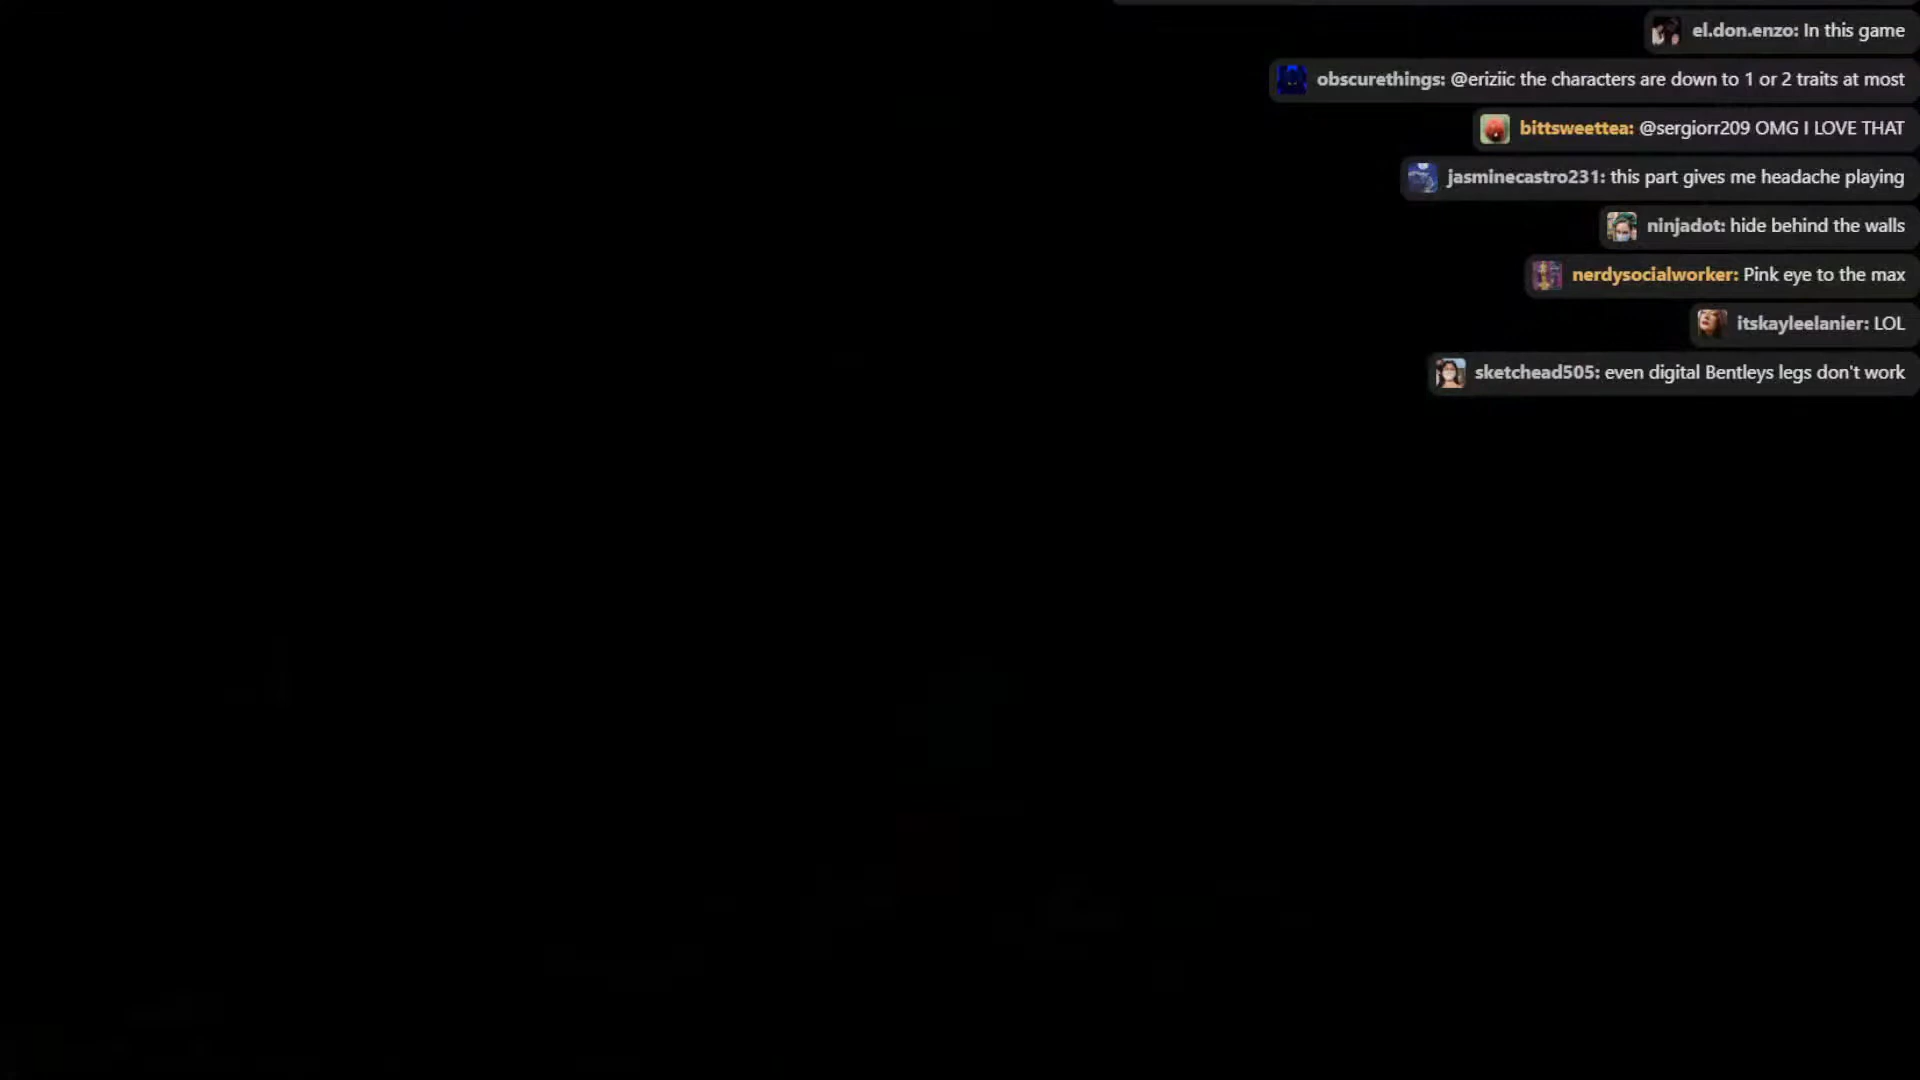 el.don.enzo: In this game
obscurethings: @eriziic the characters are down to 1 or 2 traits at most
bittsweettea: @sergiorr209 OMG I LOVE THAT
jasminecastro231: this part gives me headache playing
ninjadot: hide behind the walls
nerdysocialworker: Pink eye to the max
itskayleelanier: LOL
sketchead505: even digital Bentleys legs don't work